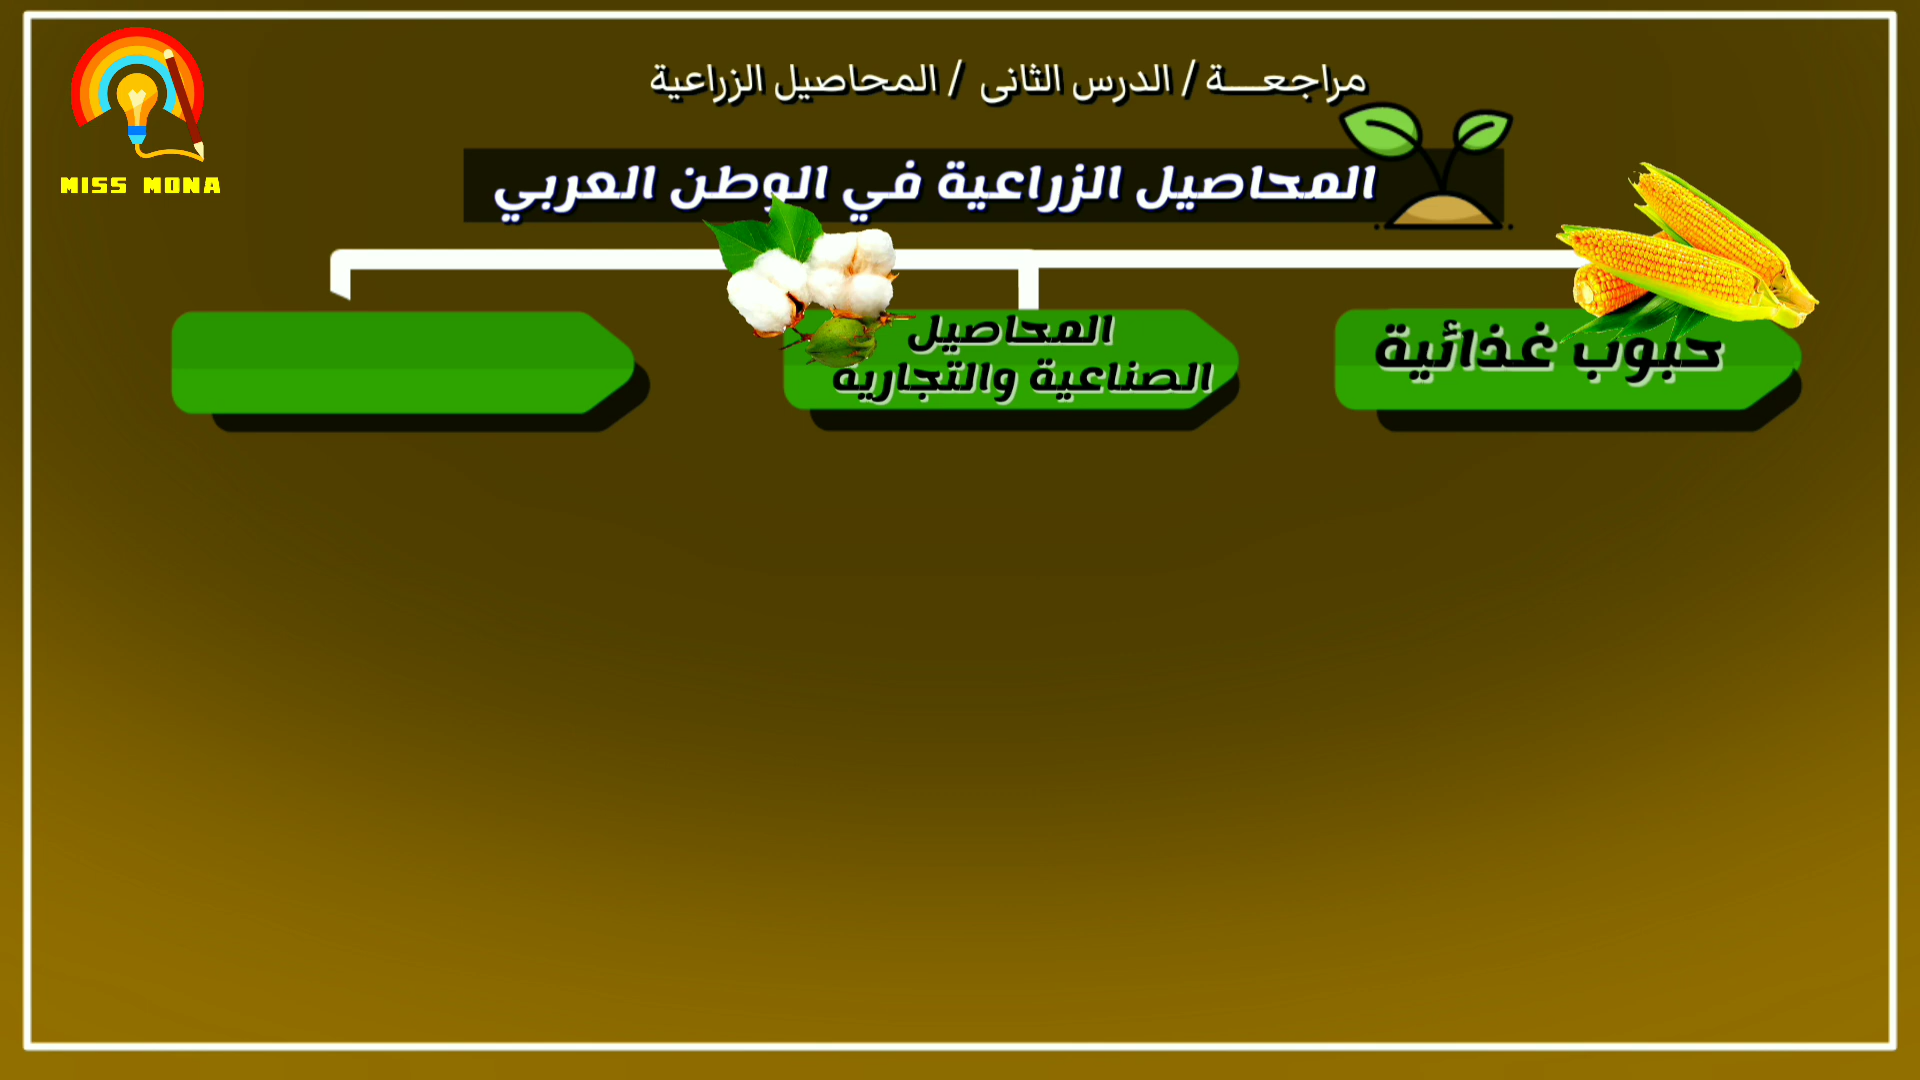 مراجعـــة / الدرس الثانى / المحاصيل الزراعية
MISS MONA
المحاصيل الزراعية في الوطن العربي
حبوب غذائية
المحاصيل
الصناعية والتجاريه